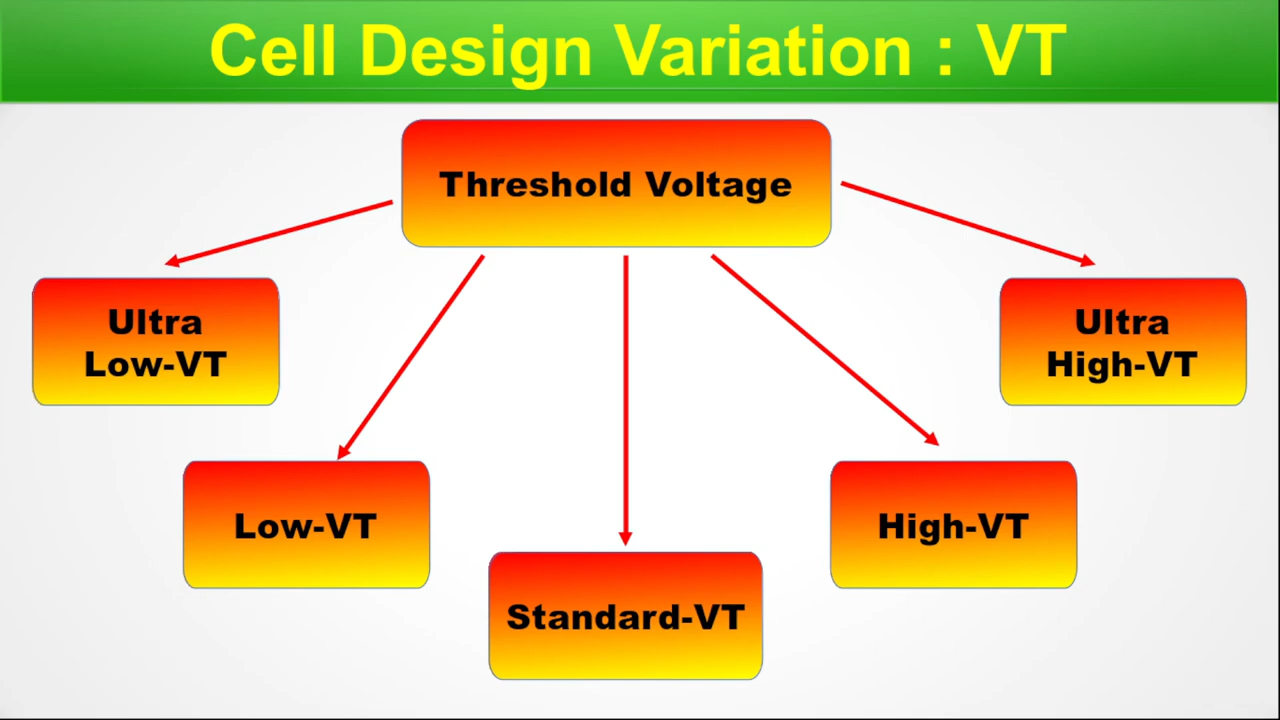 Cell Design Variation : VT
Threshold Voltage
Ultra
Low-VT
Ultra
High-VT
Low-VT
High-VT
Standard-VT